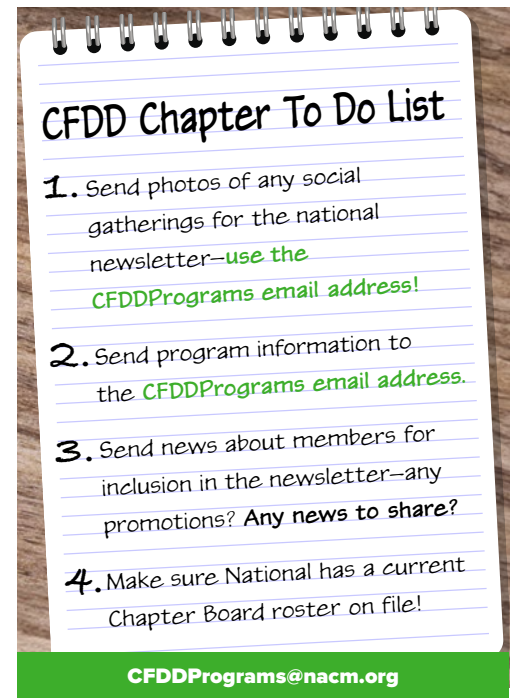 CFDD Chapter To Do List
1. Send photos of any social
gatherings for the national
newsletter—use the
CFDDPrograms email address!
2. Send program information to
the CFDDPrograms email address.
3. Send news about members for
inclusion in the newsletter—any
promotions? Any news to share?
4. Make sure National has a current
Chapter Board roster on file!
CFDDPrograms@nacm.org